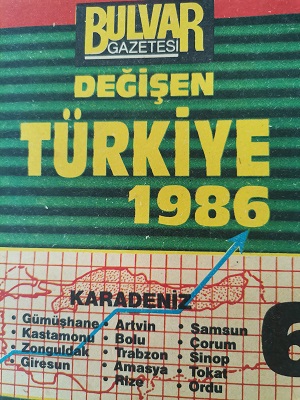 BULVAR
GAZETESİ
DEĞİŞEN
TÜRKİYE
1986
KARADENİZ
6
• Gümüşhane
• Kastamonu
• Zonguldak
• Giresun
• Artvin
• Bolu
• Trabzon
• Amasya
• Rize
• Samsun
• Çorum
• Sinop
• Tokat
• Ordu